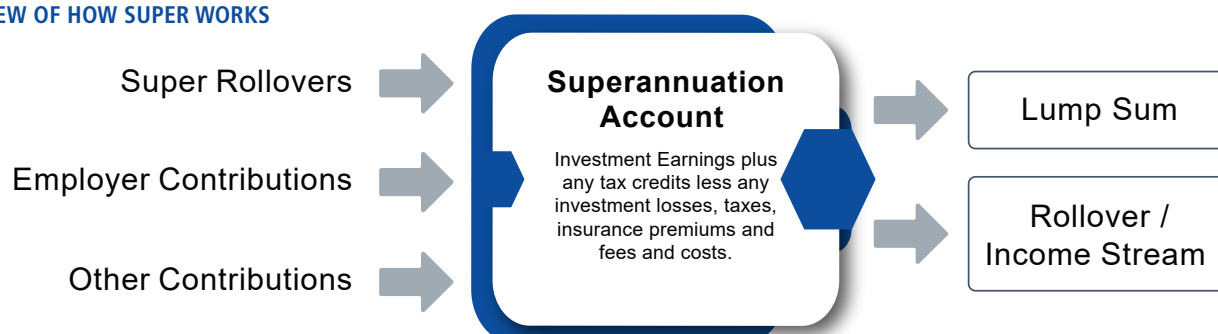 EW OF HOW SUPER WORKS
Super Rollovers
Employer Contributions
Other Contributions
Superannuation
Account
Investment Earnings plus
any tax credits less any
investment losses, taxes,
insurance premiums and
fees and costs.
Lump Sum
Rollover /
Income Stream